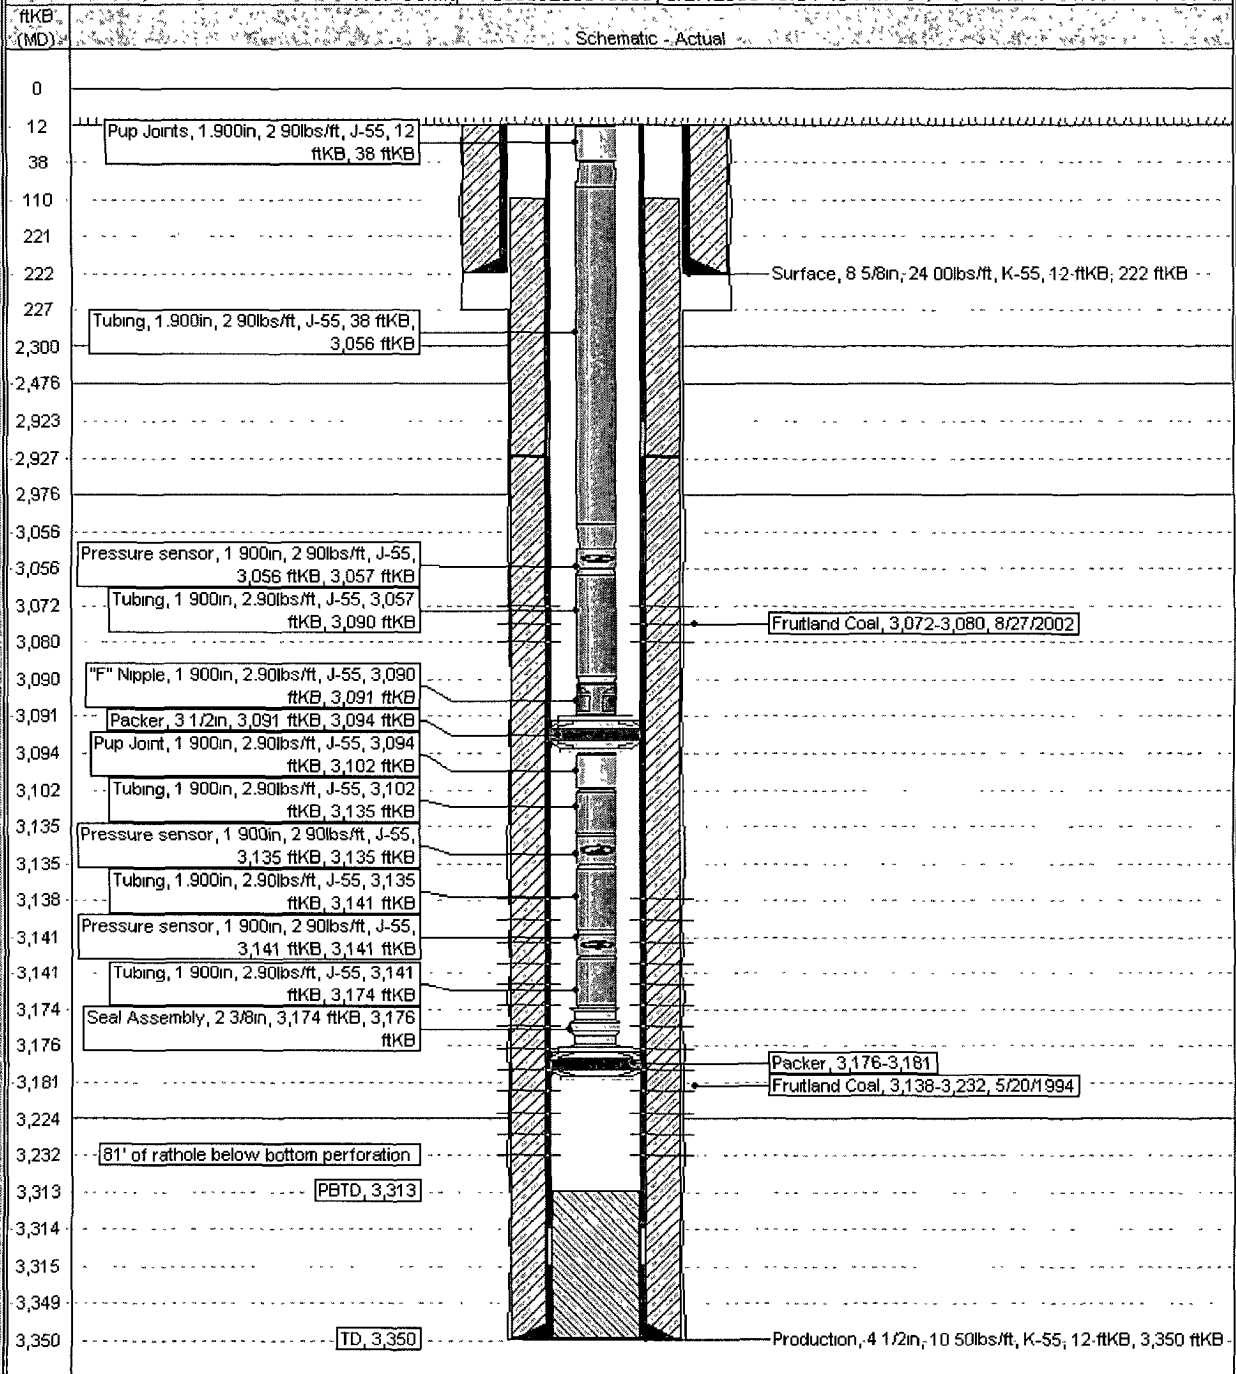 ftKB
(MD)
Schematic - Actual
0
12
38
110
221
222
227
2,300
2,476
2,923
2,927
2,976
3,056
3,056
3,072
3,080
3,090
3,091
3,094
3,102
3,135
3,135
3,138
3,141
3,141
3,174
3,176
3,181
3,224
3,232
3,313
3,314
3,315
3,349
3,350
Pup Joints, 1.900in, 2 90lbs/ft, J-55, 12
ftKB, 38 ftKB
Surface, 8 5/8in, 24 00lbs/ft, K-55, 12 ftKB, 222 ftKB
Tubing, 1.900in, 2 90lbs/ft, J-55, 38 ftKB,
3,056 ftKB
Pressure sensor, 1 900in, 2 90lbs/ft, J-55,
3,056 ftKB, 3,057 ftKB
Tubing, 1 900in, 2.90lbs/ft, J-55, 3,057
ftKB, 3,090 ftKB
Fruitland Coal, 3,072-3,080, 8/27/2002
"F" Nipple, 1 900in, 2.90lbs/ft, J-55, 3,090
ftKB, 3,091 ftKB
Packer, 3 1/2in, 3,091 ftKB, 3,094 ftKB
Pup Joint, 1 900in, 2.90lbs/ft, J-55, 3,094
ftKB, 3,102 ftKB
Tubing, 1 900in, 2.90lbs/ft, J-55, 3,102
ftKB, 3,135 ftKB
Pressure sensor, 1 900in, 2 90lbs/ft, J-55,
3,135 ftKB, 3,135 ftKB
Tubing, 1.900in, 2.90lbs/ft, J-55, 3,135
ftKB, 3,141 ftKB
Pressure sensor, 1 900in, 2 90lbs/ft, J-55,
3,141 ftKB, 3,141 ftKB
Tubing, 1 900in, 2.90lbs/ft, J-55, 3,141
ftKB, 3,174 ftKB
Seal Assembly, 2 3/8in, 3,174 ftKB, 3,176
ftKB
Packer, 3,176-3,181
Fruitland Coal, 3,138-3,232, 5/20/1994
81' of rathole below bottom perforation
PBTD, 3,313
TD, 3,350
Production, 4 1/2in, 10 50lbs/ft, K-55, 12 ftKB, 3,350 ftKB